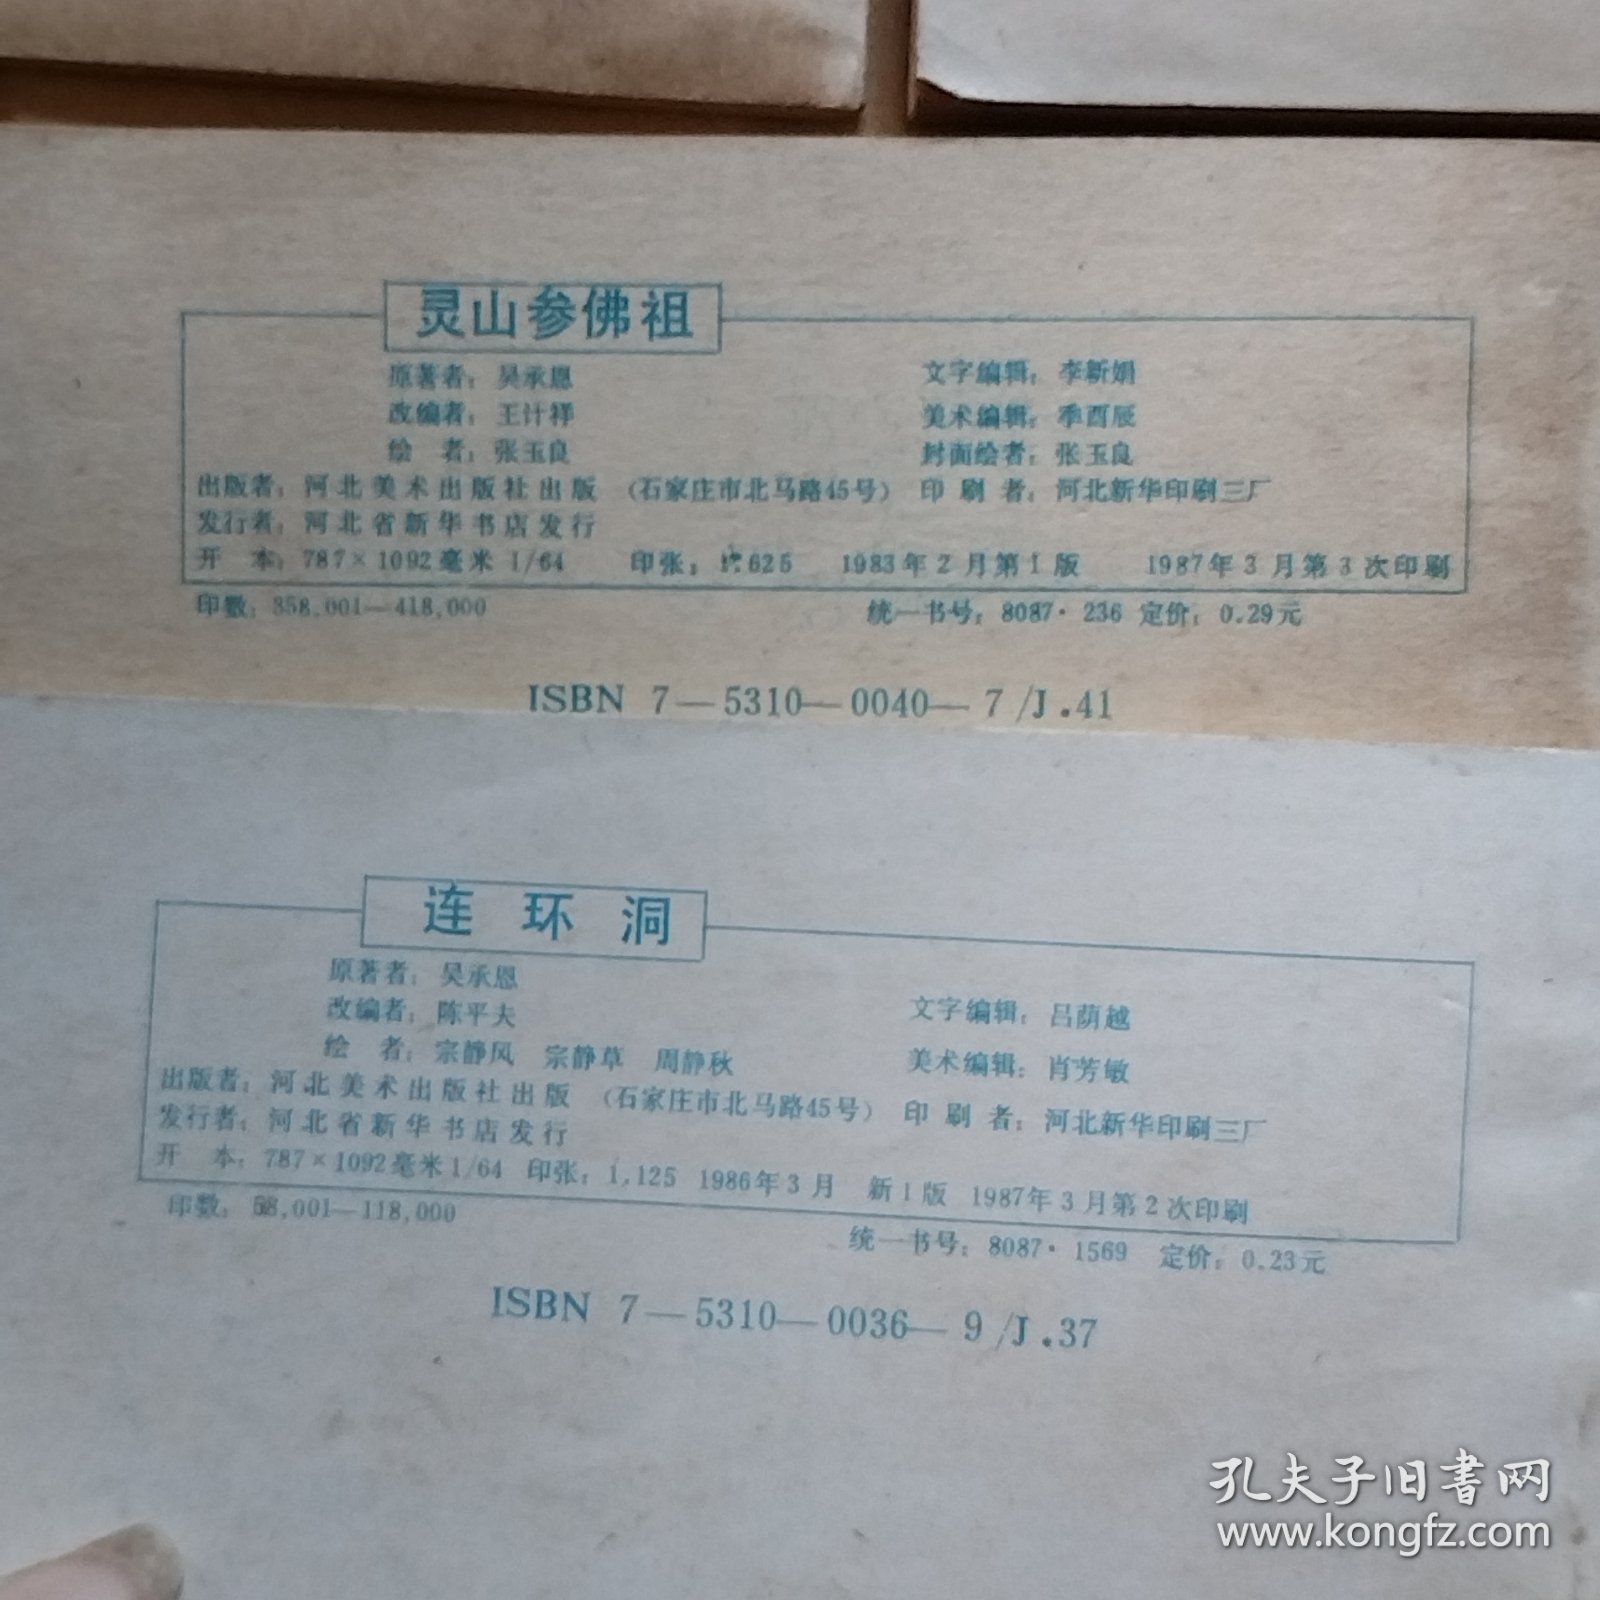 灵山参佛祖
原著者：吴承恩 文字编辑：李新娟
改编者：王计祥 美术编辑：季酉辰
绘 者：张玉良 封面绘者：张玉良
出版者：河北美术出版社出版 （石家庄市北马路45号） 印刷者：河北新华印刷三厂
发行者：河北省新华书店发行
开 本：787×1092毫米 1/64 印张：1.625 1983年2月第1版 1987年3月第3次印刷
印数：358,001—418,000 统一书号：8087·236 定价：0.29元
ISBN 7—5310—0040—7/J.41
连环洞
原著者：吴承恩
改编者：陈平夫 文字编辑：吕荫越
绘 者：宗静风 宗静草 周静秋 美术编辑：肖芳敏
出版者：河北美术出版社出版 （石家庄市北马路45号） 印刷者：河北新华印刷三厂
发行者：河北省新华书店发行
开 本：787×1092毫米1/64 印张：1,125 1986年3月 新1版 1987年3月第2次印刷
印数：58,001—118,000
统一书号：8087·1569 定价：0.23元
ISBN 7—5310—0036—9/J.37
孔夫子旧书网
www.kongfz.com